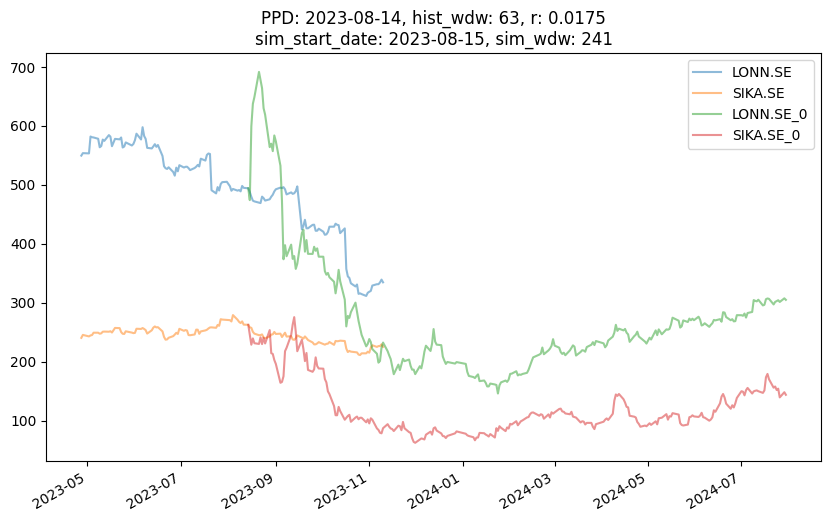 PPD: 2023-08-14, hist_wdw: 63, r: 0.0175
sim_start_date: 2023-08-15, sim_wdw: 241
LONN.SE
SIKA.SE
LONN.SE_0
SIKA.SE_0
700
600
500
400
300
200
100
2023-05
2023-07
2023-09
2023-11
2024-01
2024-03
2024-05
2024-07